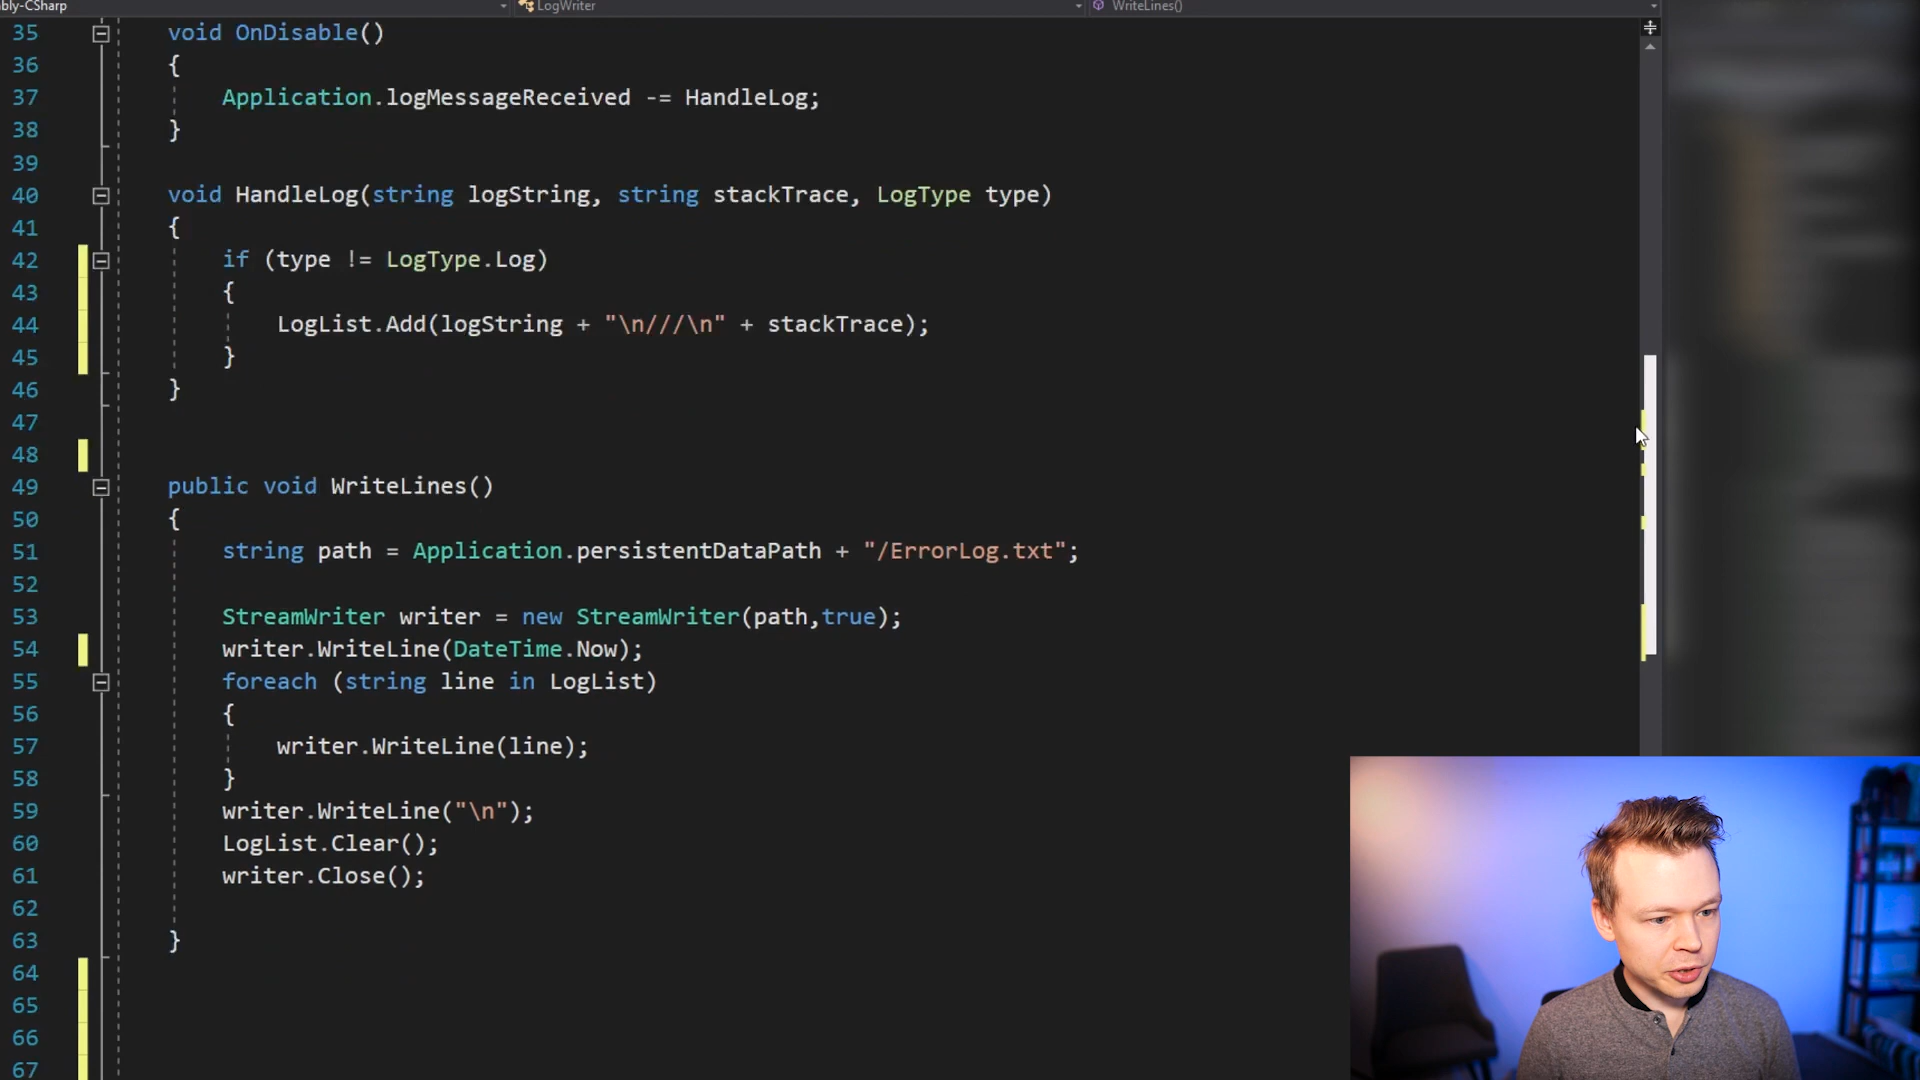 bly-CSharp LogWriter WriteLines()
35 void OnDisable()
36 {
37 Application.logMessageReceived -= HandleLog;
38 }
39
40 void HandleLog(string logString, string stackTrace, LogType type)
41 {
42 if (type != LogType.Log)
43 {
44 LogList.Add(logString + "\n///\n" + stackTrace);
45 }
46 }
47
48
49 public void WriteLines()
50 {
51 string path = Application.persistentDataPath + "/ErrorLog.txt";
52
53 StreamWriter writer = new StreamWriter(path,true);
54 writer.WriteLine(DateTime.Now);
55 foreach (string line in LogList)
56 {
57 writer.WriteLine(line);
58 }
59 writer.WriteLine("\n");
60 LogList.Clear();
61 writer.Close();
62
63 }
64
65
66
67